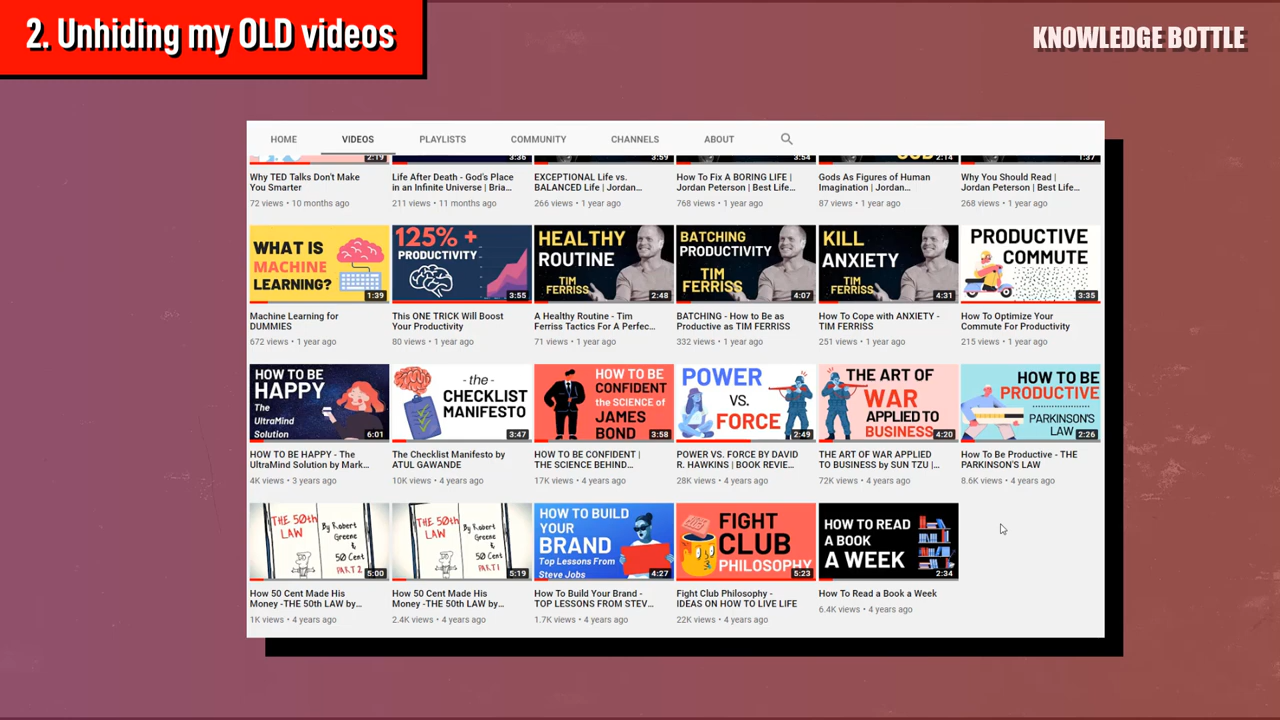 2. Unhiding my OLD videos
KNOWLEDGE BOTTLE
HOME VIDEOS PLAYLISTS COMMUNITY CHANNELS ABOUT
2:19 3:36 3:59 3:54 2:14 1:37
Why TED Talks Don't Make
You Smarter
72 views • 10 months ago
Life After Death - God's Place
in an Infinite Universe | Bria...
211 views • 11 months ago
EXCEPTIONAL Life vs.
BALANCED Life | Jordan...
266 views • 1 year ago
How To Fix A BORING LIFE |
Jordan Peterson | Best Life...
768 views • 1 year ago
Gods As Figures of Human
Imagination | Jordan...
87 views • 1 year ago
Why You Should Read |
Jordan Peterson | Best Life...
268 views • 1 year ago
WHAT IS
MACHINE
LEARNING?
1:39
Machine Learning for
DUMMIES
672 views • 1 year ago
125% +
PRODUCTIVITY
3:55
This ONE TRICK Will Boost
Your Productivity
80 views • 1 year ago
HEALTHY
ROUTINE
TIM
FERRISS
2:48
A Healthy Routine - Tim
Ferriss Tactics For A Perfec...
71 views • 1 year ago
BATCHING
PRODUCTIVITY
TIM
FERRISS
4:07
BATCHING - How to Be as
Productive as TIM FERRISS
332 views • 1 year ago
KILL
ANXIETY
TIM
FERRISS
4:31
How To Cope with ANXIETY -
TIM FERRISS
251 views • 1 year ago
PRODUCTIVE
COMMUTE
3:35
How To Optimize Your
Commute For Productivity
215 views • 1 year ago
HOW TO BE
HAPPY
The
UltraMind
Solution
6:01
HOW TO BE HAPPY - The
UltraMind Solution by Mark...
4K views • 3 years ago
- the -
CHECKLIST
MANIFESTO
3:47
The Checklist Manifesto by
ATUL GAWANDE
10K views • 4 years ago
HOW TO BE
CONFIDENT
the SCIENCE of
JAMES
BOND
3:58
HOW TO BE CONFIDENT |
THE SCIENCE BEHIND...
17K views • 4 years ago
POWER
VS.
FORCE
2:49
POWER VS. FORCE BY DAVID
R. HAWKINS | BOOK REVIE...
28K views • 4 years ago
THE ART OF
WAR
APPLIED TO
BUSINESS
4:20
THE ART OF WAR APPLIED
TO BUSINESS by SUN TZU |...
72K views • 4 years ago
HOW TO BE
PRODUCTIVE
PARKINSON'S
LAW
2:26
How To Be Productive - THE
PARKINSON'S LAW
8.6K views • 4 years ago
THE 50th
LAW
By Robert
Greene
&
50 Cent
PART 2
5:00
How 50 Cent Made His
Money -THE 50th LAW by...
1K views • 4 years ago
THE 50th
LAW
By Robert
Greene
&
50 Cent
PART 1
5:19
How 50 Cent Made His
Money -THE 50th LAW by...
2.4K views • 4 years ago
HOW TO BUILD
YOUR
BRAND
Top Lessons From
Steve Jobs
4:27
How To Build Your Brand -
TOP LESSONS FROM STEV...
1.7K views • 4 years ago
FIGHT
CLUB
PHILOSOPHY
5:23
Fight Club Philosophy -
IDEAS ON HOW TO LIVE LIFE
22K views • 4 years ago
HOW TO READ
A BOOK
A WEEK
2:34
How To Read a Book a Week
6.4K views • 4 years ago